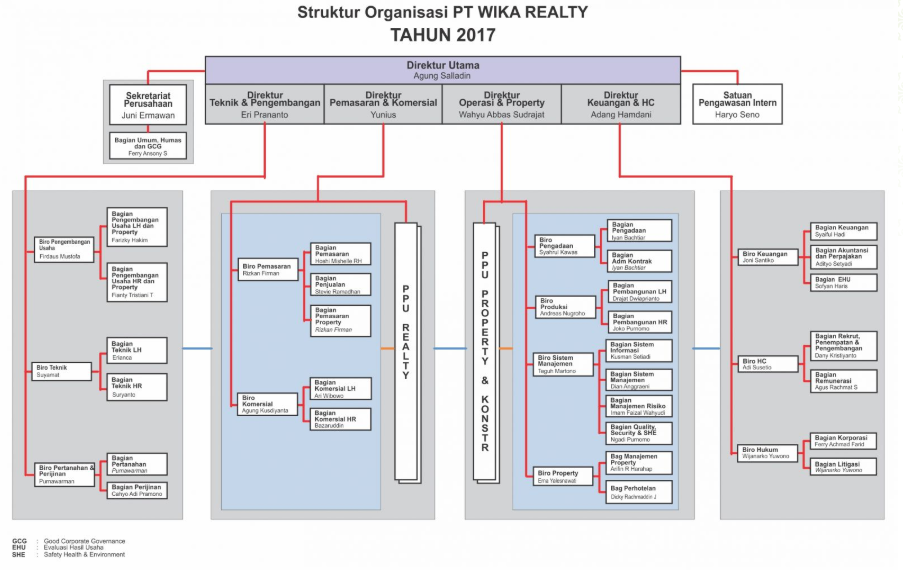 Struktur Organisasi PT WIKA REALTY
TAHUN 2017
Direktur Utama
Agung Salladin
Sekretariat
Perusahaan
Juni Ermawan
Bagian Umum, Humas
dan GCG
Ferry Ansony S
Direktur
Teknik & Pengembangan
Eri Prananto
Direktur
Pemasaran & Komersial
Yunius
Direktur
Operasi & Property
Wahyu Abbas Sudrajat
Direktur
Keuangan & HC
Adang Hamdani
Satuan
Pengawasan Intern
Haryo Seno
Biro Pengembangan
Usaha
Firdaus Mustofa
Bagian
Pengembangan
Usaha LH dan
Property
Farizky Hakim
Bagian
Pengembangan
Usaha HR dan
Property
Fianty Tristiani T
Biro Teknik
Suyamat
Bagian
Teknik LH
Erlanca
Bagian
Teknik HR
Suryanto
Biro Pertanahan &
Perijinan
Purnawarman
Bagian
Pertanahan
Purnawarman
Bagian Perijinan
Cahyo Adi Pramono
Biro Pemasaran
Rizkan Firman
Bagian
Pemasaran
Hoshi Mishelle RH
Bagian
Penjualan
Stevie Ramadhan
Bagian
Pemasaran
Property
Rizkan Firman
Biro
Komersial
Agung Kusdiyanta
Bagian
Komersial LH
Ari Wibowo
Bagian
Komersial HR
Bazaruddin
PPU REALTY
PPU PROPERTY & KONSTR
Biro
Pengadaan
Syahrul Kawaa
Bagian
Pengadaan
Iyan Bachtiar
Bagian
Adm Kontrak
Iyan Bachtiar
Biro
Produksi
Andreas Nugroho
Bagian
Pembangunan LH
Drajat Dwiaprianto
Bagian
Pembangunan HR
Joko Purnomo
Biro Sistem
Manajemen
Teguh Martono
Bagian Sistem
Informasi
Kusman Setiadi
Bagian Sistem
Manajemen
Dian Anggraeni
Bagian
Manajemen Risiko
Imam Faizal Wahyudi
Bagian Quality,
Security & SHE
Ngadi Purnomo
Biro Property
Erna Yalesnawati
Bag Manajemen
Property
Arifin R Harahap
Bag Perhotelan
Dicky Rachmaddin J
Biro Keuangan
Joni Santiko
Bagian Keuangan
Syaiful Hadi
Bagian Akuntansi
dan Perpajakan
Adityo Setyadi
Bagian EHU
Sofyan Haris
Biro HC
Adi Susetio
Bagian Rekrut,
Penempatan &
Pengembangan
Dany Kristiyanto
Bagian
Remunerasi
Agus Rachmat S
Biro Hukum
Wijanarko Yuwono
Bagian Korporasi
Ferry Achmad Farid
Bagian Litigasi
Wijanarko Yuwono
GCG : Good Corporate Governance
EHU : Evaluasi Hasil Usaha
SHE : Safety Health & Environment